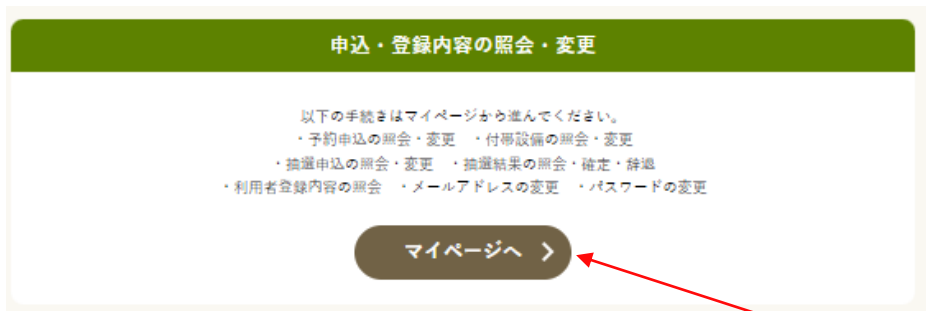 申込・登録内容の照会・変更
以下の手続きはマイページから進んでください。
・予約申込の照会・変更　・付帯設備の照会・変更
・抽選申込の照会・変更　・抽選結果の照会・確定・辞退
・利用者登録内容の照会　・メールアドレスの変更　・パスワードの変更
マイページへ